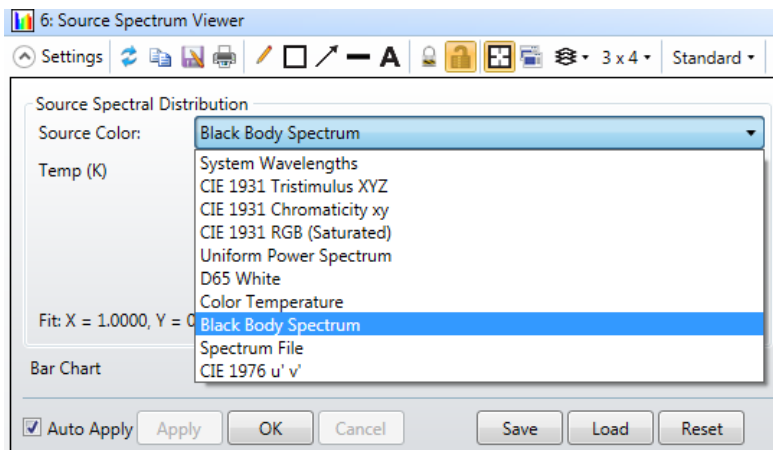 6: Source Spectrum Viewer
Settings A 3 x 4 Standard
Source Spectral Distribution
Source Color: Black Body Spectrum
Temp (K)
System Wavelengths
CIE 1931 Tristimulus XYZ
CIE 1931 Chromaticity xy
CIE 1931 RGB (Saturated)
Uniform Power Spectrum
D65 White
Color Temperature
Fit: X = 1.0000, Y = 0
Black Body Spectrum
Spectrum File
Bar Chart
CIE 1976 u' v'
Auto Apply Apply OK Cancel Save Load Reset